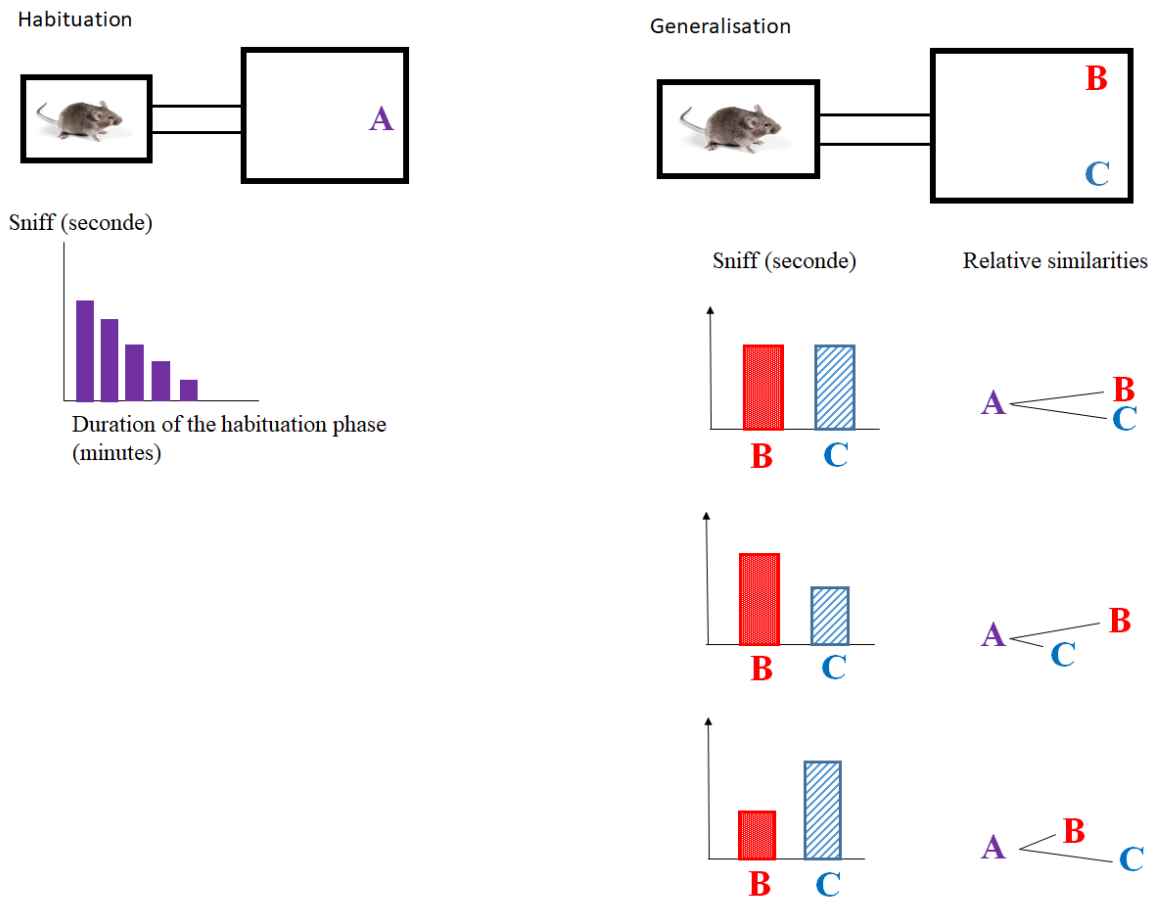 Habituation
A
Sniff (seconde)
Duration of the habituation phase
(minutes)
Generalisation
B
C
Sniff (seconde)
Relative similarities
B C
A B
C
B C
A B
C
B C
A B
C